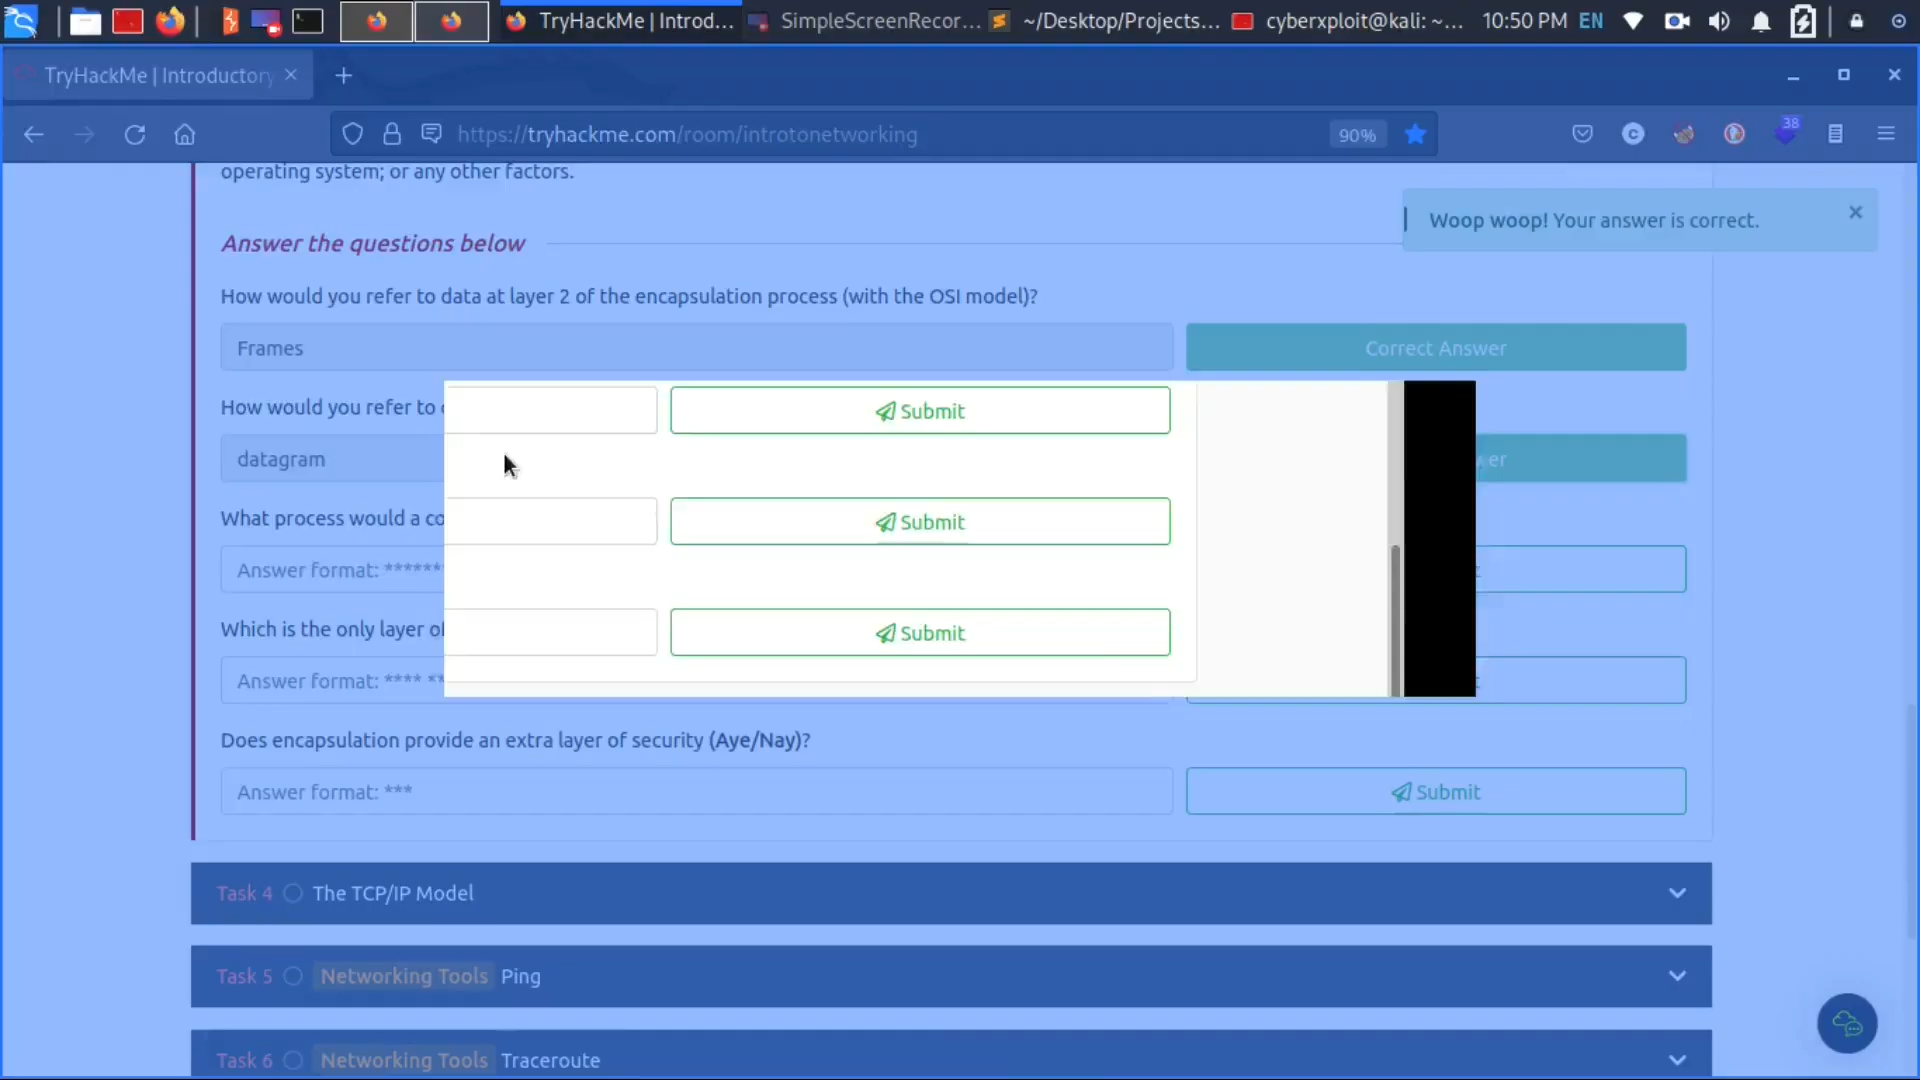 TryHackMe | Introd... SimpleScreenRecor... ~/Desktop/Projects... cyberxploit@kali: ~... 10:50 PM EN
TryHackMe | Introductory
https://tryhackme.com/room/introtonetworking 90% 38
operating system; or any other factors.
Woop woop! Your answer is correct.
Answer the questions below
How would you refer to data at layer 2 of the encapsulation process (with the OSI model)?
Frames Correct Answer
How would you refer to
Submit
datagram er
What process would a co
Submit
Answer format: *******
Which is the only layer of
Submit
Answer format: **** **
Does encapsulation provide an extra layer of security (Aye/Nay)?
Answer format: *** Submit
Task 4 The TCP/IP Model
Task 5 Networking Tools Ping
Task 6 Networking Tools Traceroute